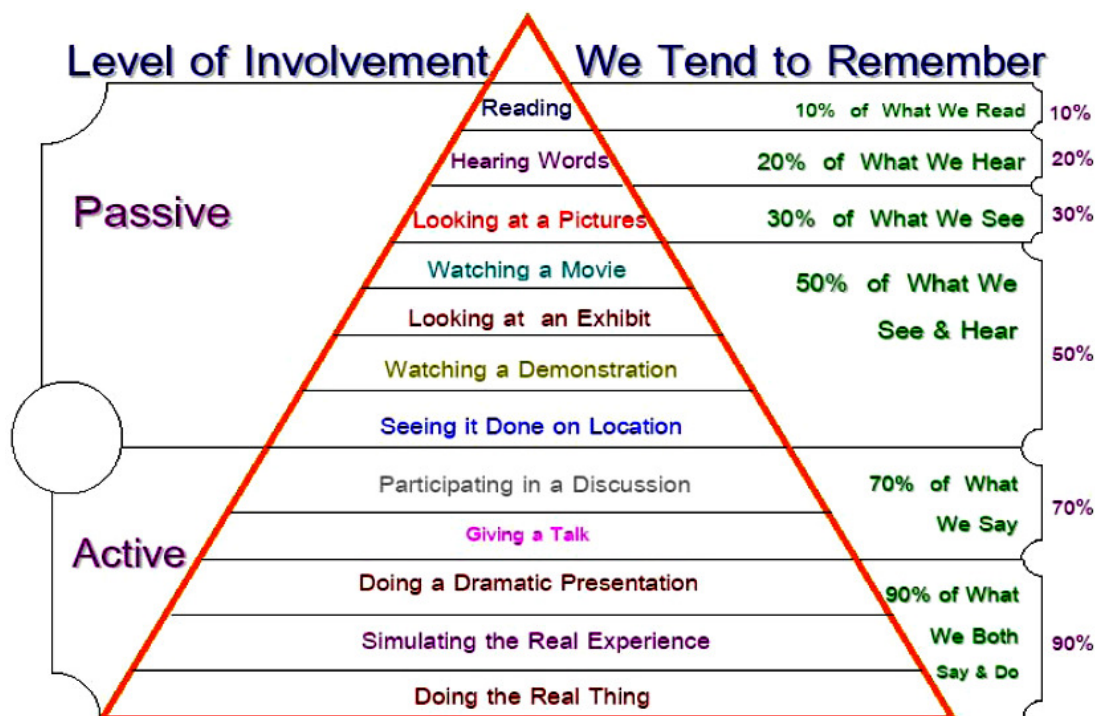 Level of Involvement We Tend to Remember
Reading 10% of What We Read 10%
Hearing Words 20% of What We Hear 20%
Passive
Looking at a Pictures 30% of What We See 30%
Watching a Movie
50% of What We
Looking at an Exhibit
See & Hear
50%
Watching a Demonstration
Seeing it Done on Location
Participating in a Discussion 70% of What
70%
We Say
Giving a Talk
Active
Doing a Dramatic Presentation
90% of What
Simulating the Real Experience We Both 90%
Say & Do
Doing the Real Thing